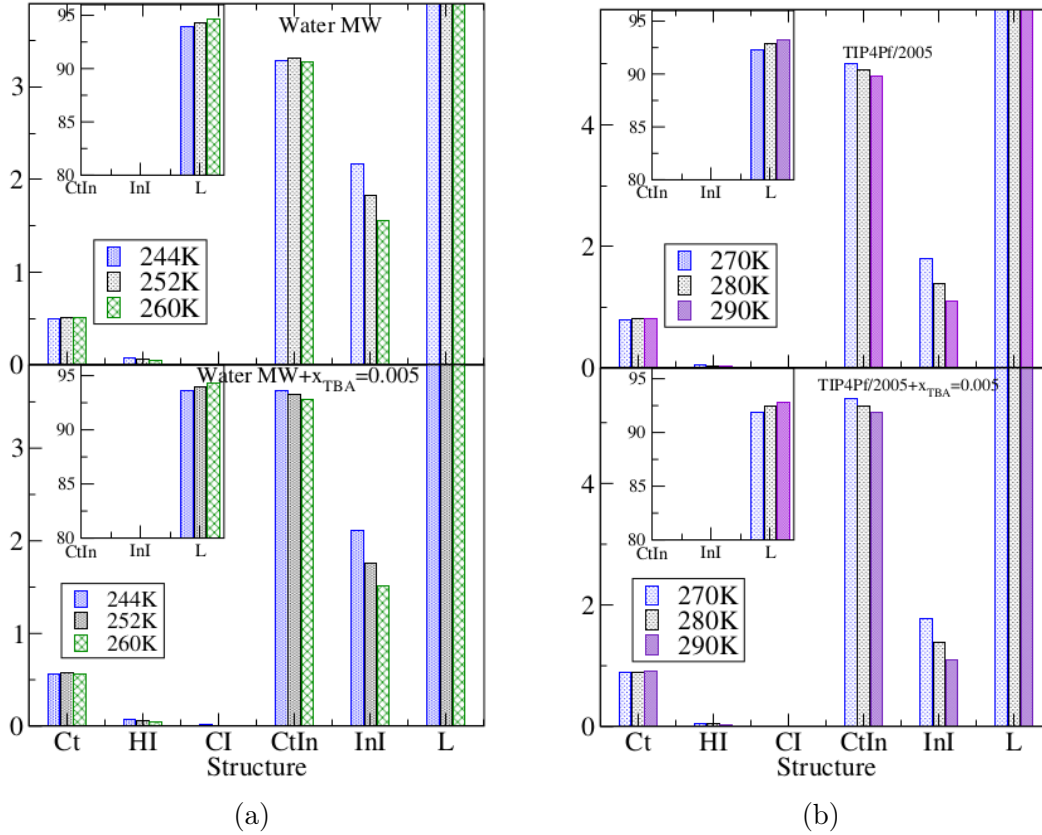 95
90
85
80
CtIn InI L
Water MW
3
2
1
0
244K
252K
260K
95
90
85
80
CtIn InI L
Water MW+xTBA=0.005
3
2
1
0
244K
252K
260K
Ct HI CI CtIn InI L
Structure
(a)
95
90
85
80
CtIn InI L
TIP4Pf/2005
4
2
0
270K
280K
290K
95
90
85
80
CtIn InI L
TIP4Pf/2005+xTBA=0.005
4
2
0
270K
280K
290K
Ct HI CI CtIn InI L
Structure
(b)